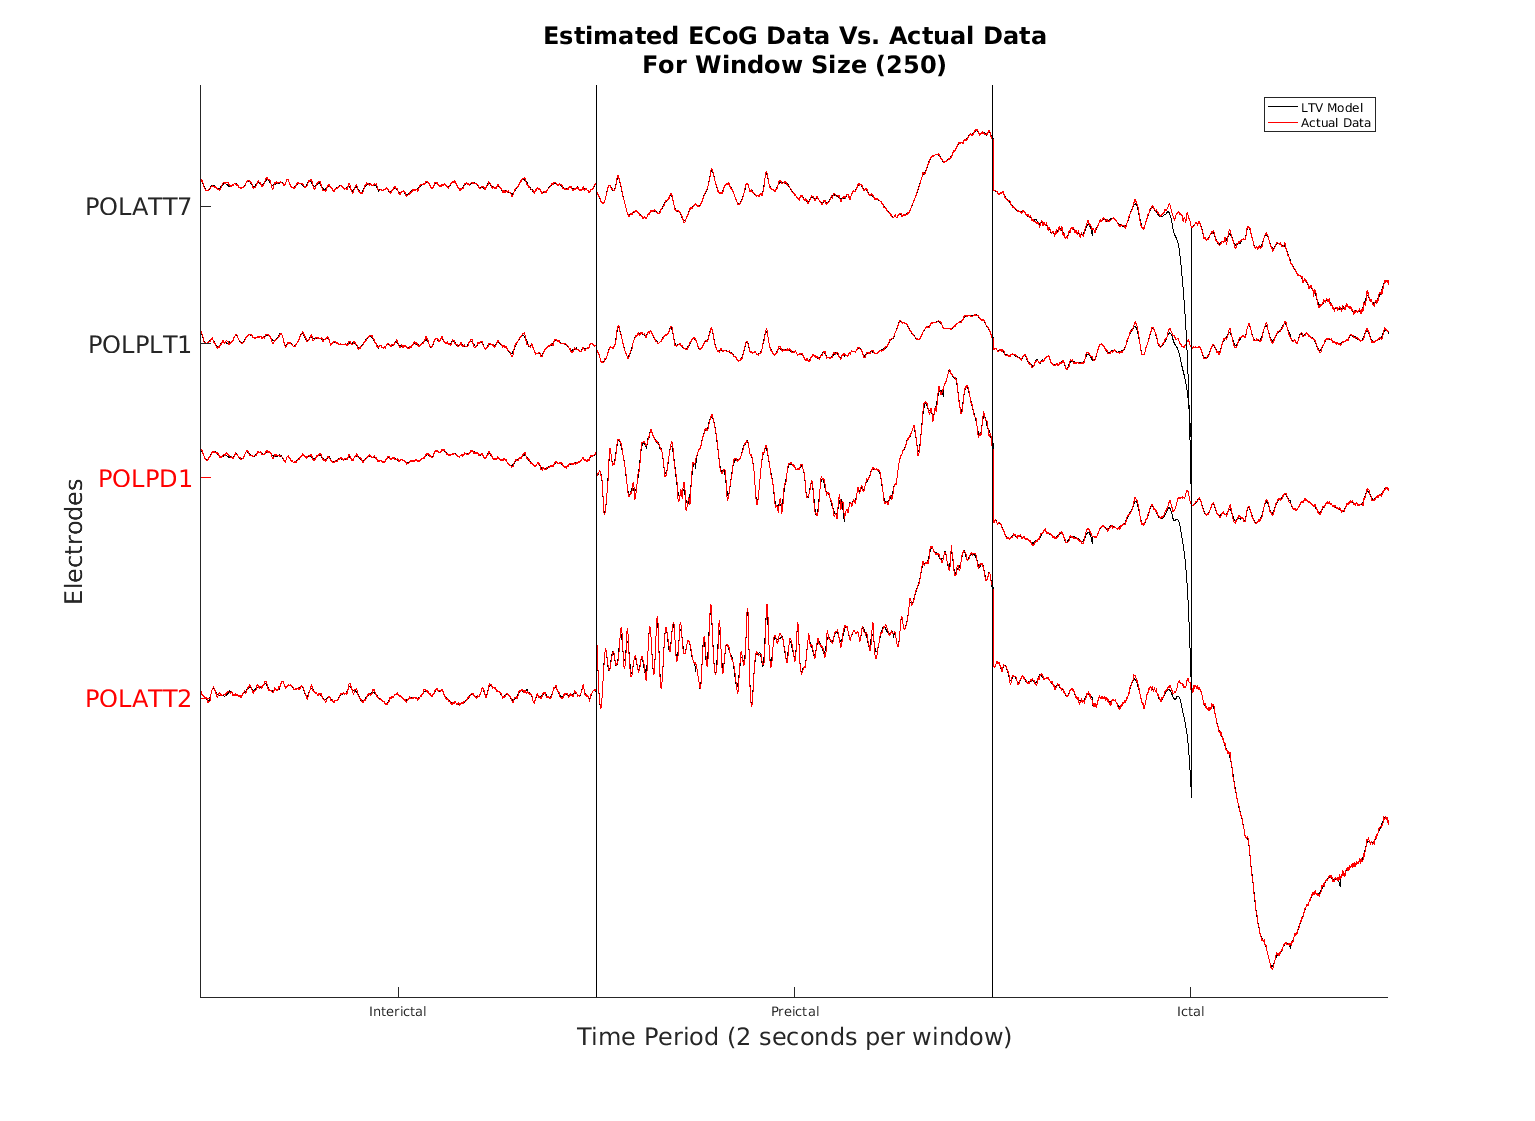 Estimated ECoG Data Vs. Actual Data
For Window Size (250)
LTV Model
Actual Data
POLATT7
POLPLT1
POLPD1
POLATT2
Electrodes
Interictal
Preictal
Ictal
Time Period (2 seconds per window)